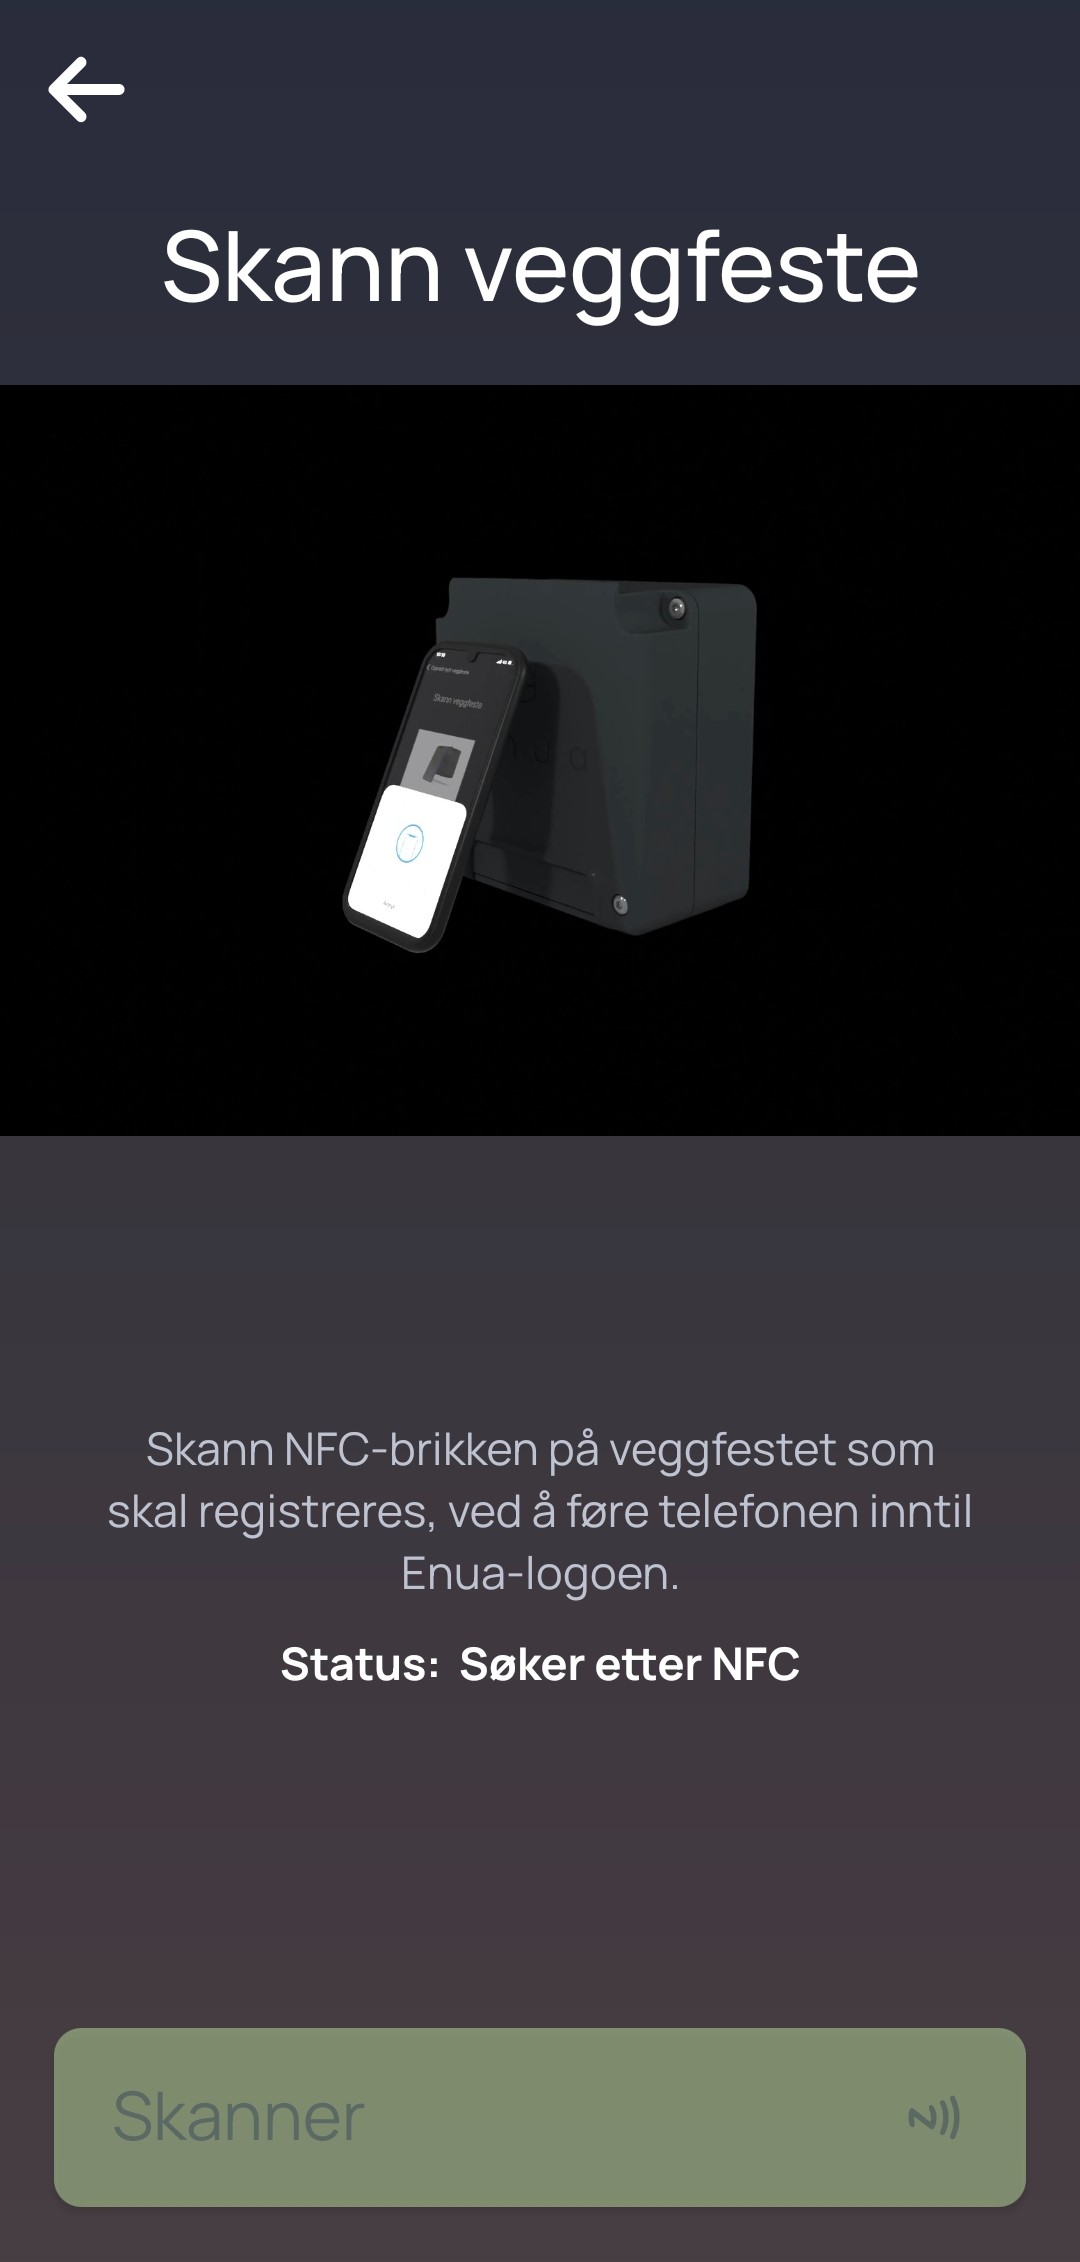 Skann veggfeste
Skann veggfeste
Skann NFC-brikken på veggfestet som
skal registreres, ved å føre telefonen inntil
Enua-logoen.
Status: Søker etter NFC
Skanner